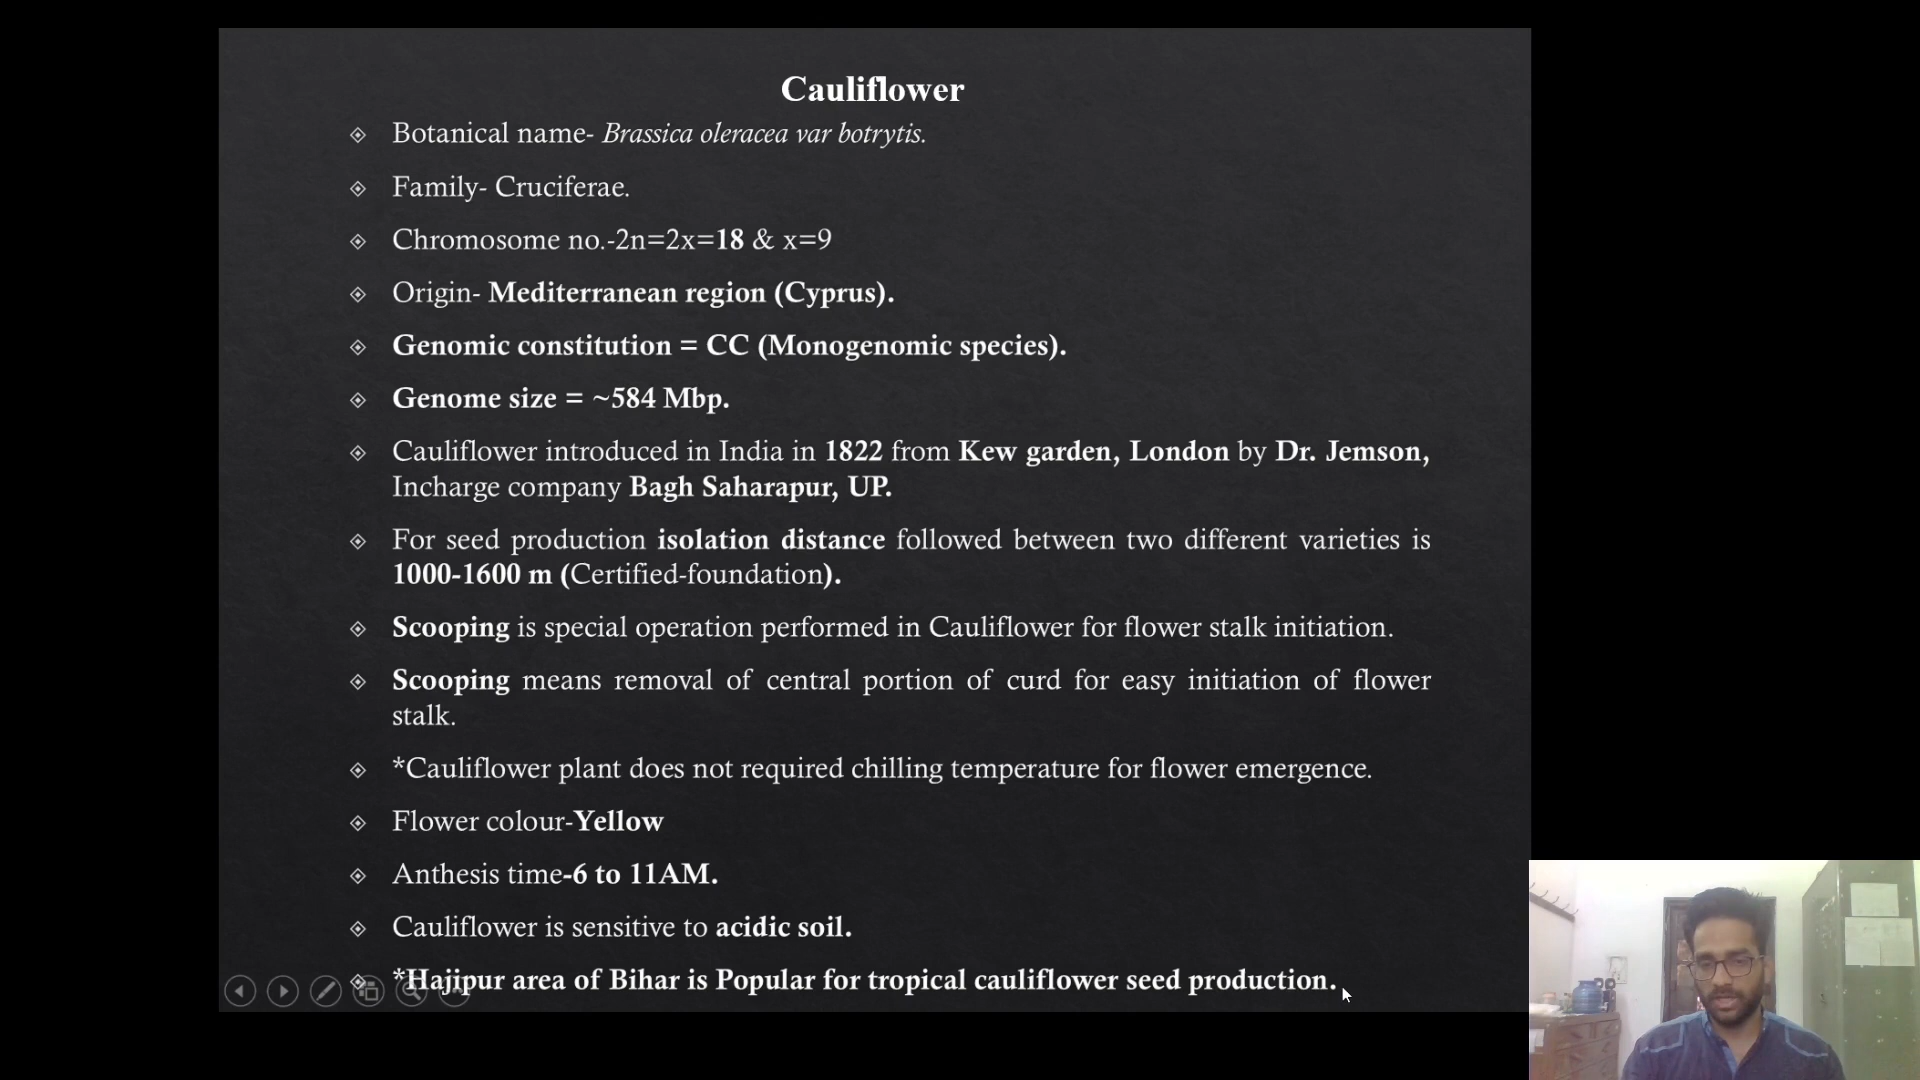 Cauliflower
Botanical name- Brassica oleracea var botrytis.
Family- Cruciferae.
Chromosome no.-2n=2x=18 & x=9
Origin- Mediterranean region (Cyprus).
Genomic constitution = CC (Monogenomic species).
Genome size = ~584 Mbp.
Cauliflower introduced in India in 1822 from Kew garden, London by Dr. Jemson,
Incharge company Bagh Saharapur, UP.
For seed production isolation distance followed between two different varieties is
1000-1600 m (Certified-foundation).
Scooping is special operation performed in Cauliflower for flower stalk initiation.
Scooping means removal of central portion of curd for easy initiation of flower
stalk.
*Cauliflower plant does not required chilling temperature for flower emergence.
Flower colour-Yellow
Anthesis time-6 to 11AM.
Cauliflower is sensitive to acidic soil.
*Hajipur area of Bihar is Popular for tropical cauliflower seed production.